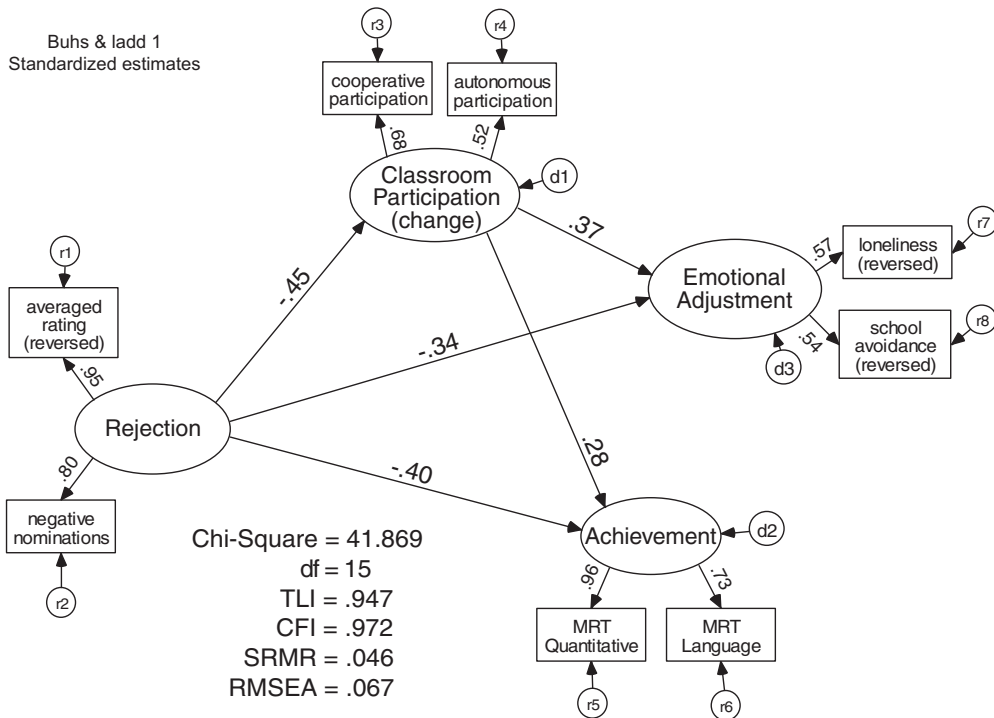 Buhs & ladd 1
Standardized estimates
r3
r4
cooperative
participation
autonomous
participation
.68
.52
Classroom
Participation
(change)
d1
.37
-.45
-.34
-.40
.28
Emotional
Adjustment
d3
.57
loneliness
(reversed)
r7
.54
school
avoidance
(reversed)
r8
r1
averaged
rating
(reversed)
.95
Rejection
.80
negative
nominations
r2
Achievement
d2
.96
.73
MRT
Quantitative
MRT
Language
r5
r6
Chi-Square = 41.869
df = 15
TLI = .947
CFI = .972
SRMR = .046
RMSEA = .067